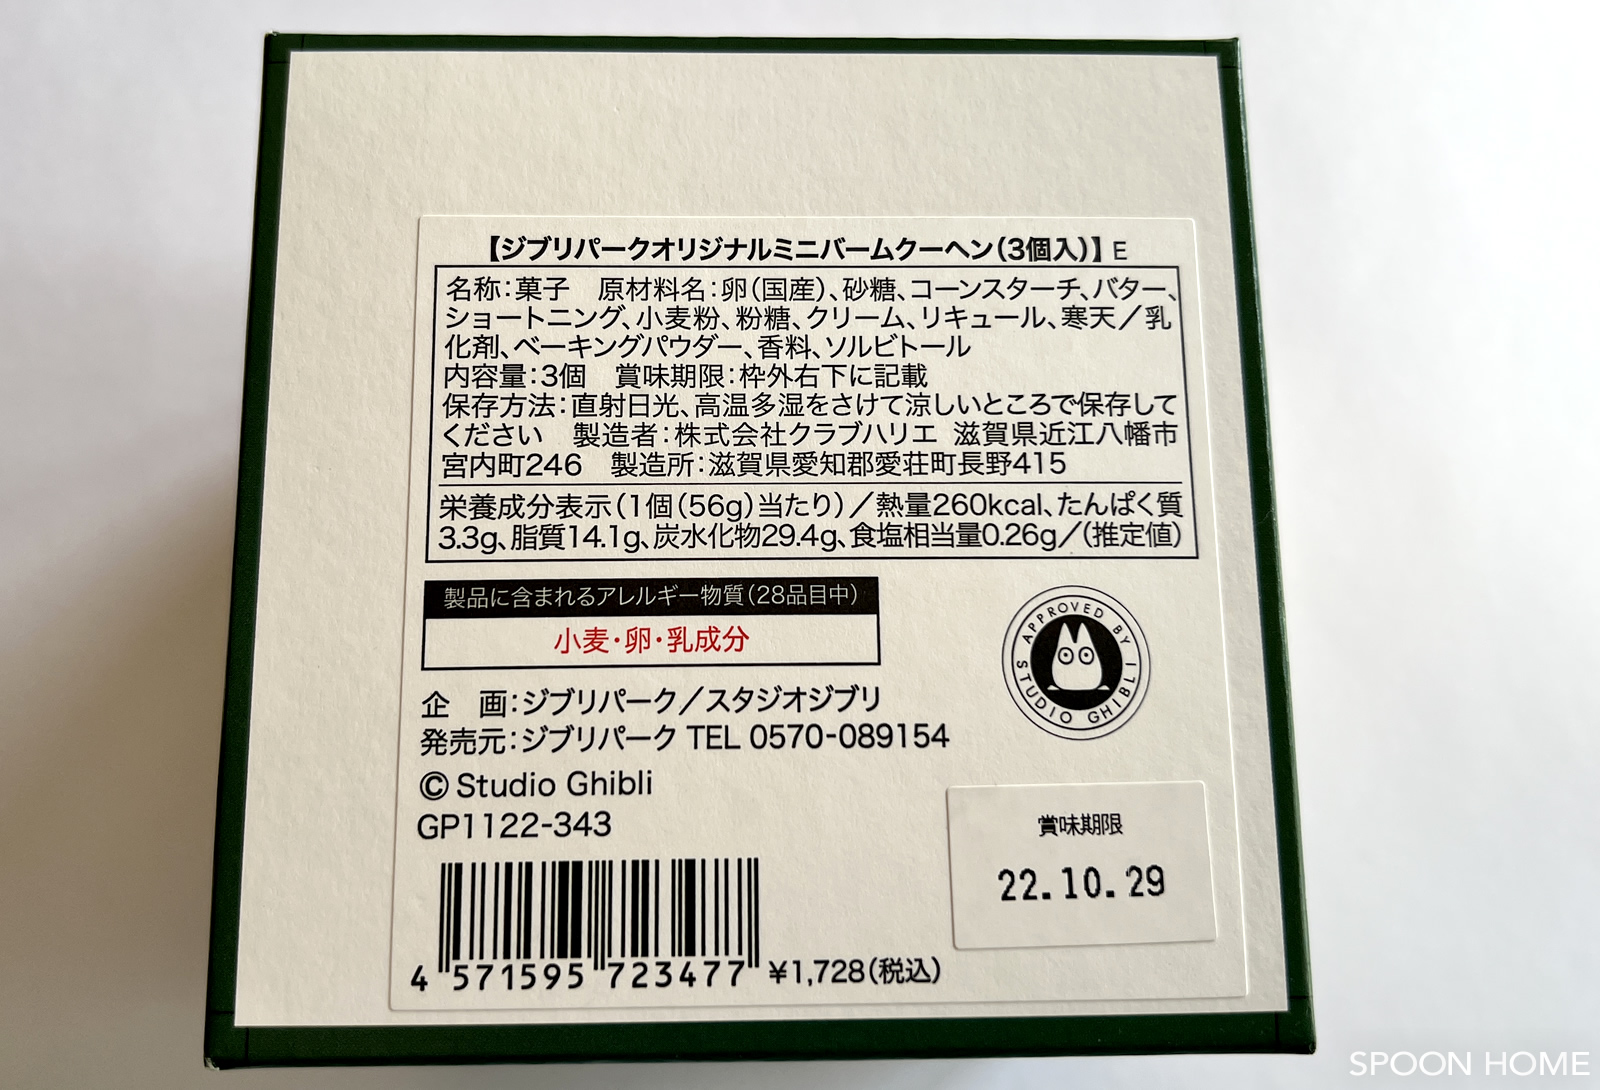 【ジブリパークオリジナルミニバームクーヘン（3個入）】E
名称：菓子　原材料名：卵（国産）、砂糖、コーンスターチ、バター、
ショートニング、小麦粉、粉糖、クリーム、リキュール、寒天／乳
化剤、ベーキングパウダー、香料、ソルビトール
内容量：3個　賞味期限：枠外右下に記載
保存方法：直射日光、高温多湿をさけて涼しいところで保存して
ください　製造者：株式会社クラブハリエ 滋賀県近江八幡市
宮内町246　製造所：滋賀県愛知郡愛荘町長野415
栄養成分表示（1個（56g）当たり）／熱量260kcal、たんぱく質
3.3g、脂質14.1g、炭水化物29.4g、食塩相当量0.26g／（推定値）
製品に含まれるアレルギー物質（28品目中）
小麦・卵・乳成分
APPROVED BY
STUDIO GHIBLI
企　画：ジブリパーク／スタジオジブリ
発売元：ジブリパーク TEL 0570-089154
© Studio Ghibli
GP1122-343
賞味期限
22.10.29
4 571595 723477
¥1,728（税込）
SPOON HOME